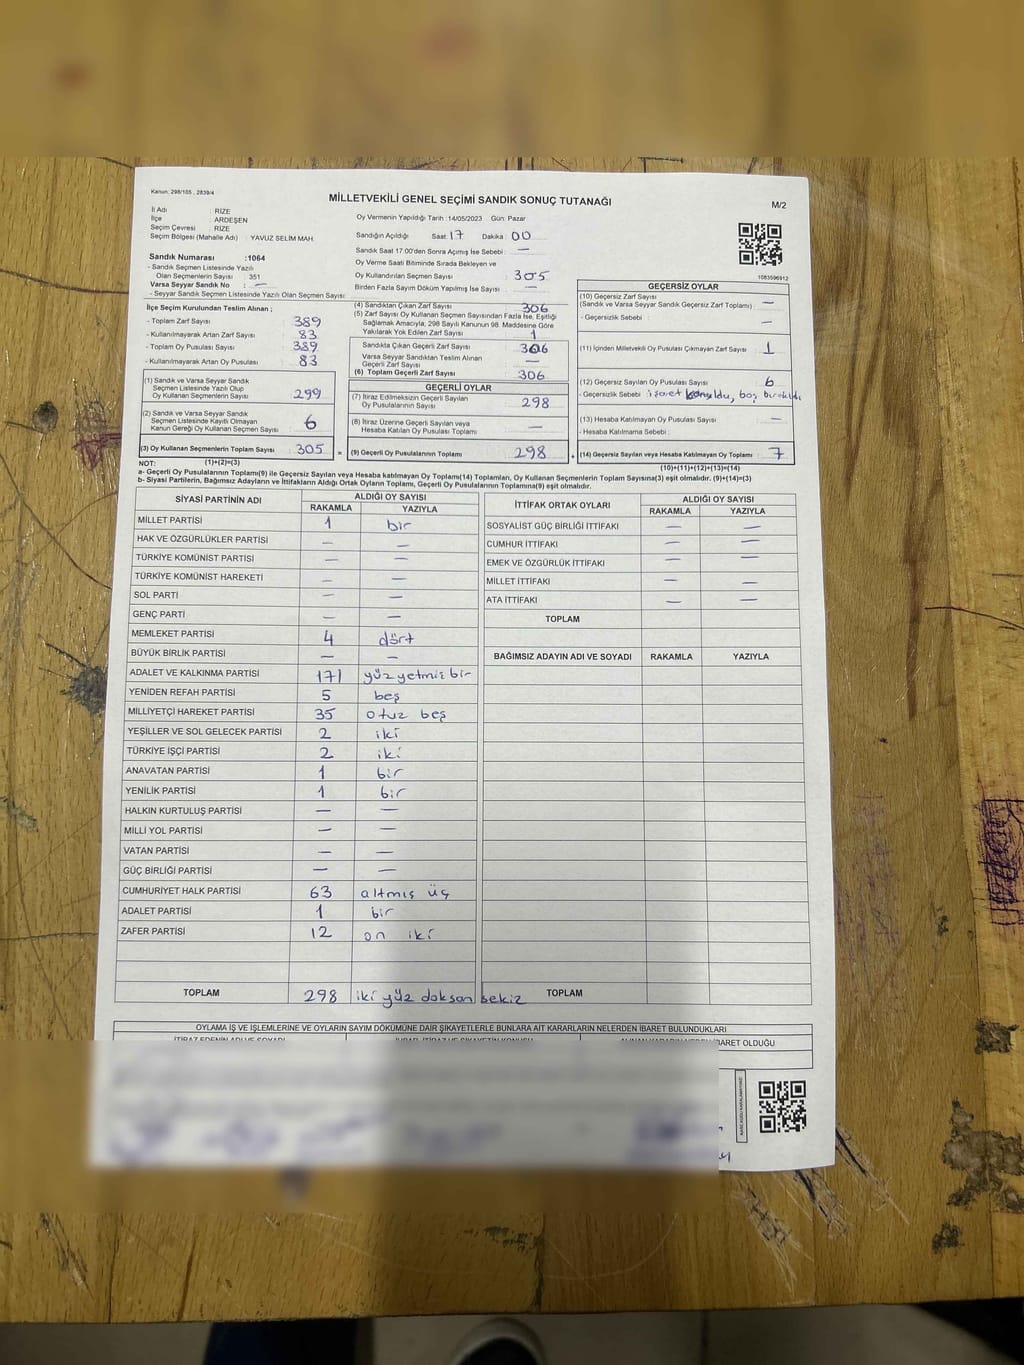 Kanun: 298/105 , 2839/4
MİLLETVEKİLİ GENEL SEÇİMİ SANDIK SONUÇ TUTANAĞI
M/2
İl Adı : RİZE
İlçe : ARDEŞEN
Seçim Çevresi : RİZE
Seçim Bölgesi (Mahalle Adı) : YAVUZ SELİM MAH.
Sandık Numarası :1064
- Sandık Seçmen Listesinde Yazılı
Olan Seçmenlerin Sayısı : 351
Varsa Seyyar Sandık No : —
- Seyyar Sandık Seçmen Listesinde Yazılı Olan Seçmen Sayısı:
Oy Vermenin Yapıldığı Tarih :14/05/2023 Gün: Pazar
Sandığın Açıldığı Saat: 17 Dakika: 00
Sandık Saat 17:00'den Sonra Açımış İse Sebebi : —
Oy Verme Saati Bitiminde Sırada Bekleyen ve
Oy Kullandırılan Seçmen Sayısı : 305
Birden Fazla Sayım Döküm Yapılmış İse Sayısı : —
1083596912
İlçe Seçim Kurulundan Teslim Alınan ;
- Toplam Zarf Sayısı : 389
- Kullanılmayarak Artan Zarf Sayısı : 83
- Toplam Oy Pusulası Sayısı : 389
- Kullanılmayarak Artan Oy Pusulası : 83
(1) Sandık ve Varsa Seyyar Sandık
Seçmen Listesinde Yazılı Olup
Oy Kullanan Seçmenlerin Sayısı : 299
(2) Sandık ve Varsa Seyyar Sandık
Seçmen Listesinde Kayıtlı Olmayan
Kanun Gereği Oy Kullanan Seçmen Sayısı : 6
(3) Oy Kullanan Seçmenlerin Toplam Sayısı : 305
(1)+(2)=(3)
(4) Sandıktan Çıkan Zarf Sayısı : 306
(5) Zarf Sayısı Oy Kullanan Seçmen Sayısından Fazla İse, Eşitliği
Sağlamak Amacıyla, 298 Sayılı Kanunun 98. Maddesine Göre
Yakılarak Yok Edilen Zarf Sayısı : 1
Sandıkta Çıkan Geçerli Zarf Sayısı : 306
Varsa Seyyar Sandıktan Teslim Alınan
Geçerli Zarf Sayısı : —
(6) Toplam Geçerli Zarf Sayısı : 306
GEÇERLİ OYLAR
(7) İtiraz Edilmeksizin Geçerli Sayılan
Oy Pusulalarının Sayısı : 298
(8) İtiraz Üzerine Geçerli Sayılan veya
Hesaba Katılan Oy Pusulası Toplamı : —
= (9) Geçerli Oy Pusulalarının Toplamı : 298
GEÇERSİZ OYLAR
(10) Geçersiz Zarf Sayısı
(Sandık ve Varsa Seyyar Sandık Geçersiz Zarf Toplamı) : —
- Geçersizlik Sebebi : —
(11) İçinden Milletvekili Oy Pusulası Çıkmayan Zarf Sayısı : 1
(12) Geçersiz Sayılan Oy Pusulası Sayısı : 6
- Geçersizlik Sebebi : işaret konuldu, boş bırakıldı
(13) Hesaba Katılmayan Oy Pusulası Sayısı : —
- Hesaba Katılmama Sebebi :
+ (14) Geçersiz Sayılan veya Hesaba Katılmayan Oy Toplamı : 7
(10)+(11)+(12)+(13)=(14)
NOT:
a- Geçerli Oy Pusulalarının Toplamı(9) ile Geçersiz Sayılan veya Hesaba katılmayan Oy Toplamı(14) Toplamları, Oy Kullanan Seçmenlerin Toplam Sayısına(3) eşit olmalıdır. (9)+(14)=(3)
b- Siyasi Partilerin, Bağımsız Adayların ve İttifakların Aldığı Ortak Oyların Toplamı, Geçerli Oy Pusulalarının Toplamına(9) eşit olmalıdır.
SİYASİ PARTİNİN ADI ALDIĞI OY SAYISI
RAKAMLA YAZIYLA
MİLLET PARTİSİ 1 bir
HAK VE ÖZGÜRLÜKLER PARTİSİ — —
TÜRKİYE KOMÜNİST PARTİSİ — —
TÜRKİYE KOMÜNİST HAREKETİ — —
SOL PARTİ — —
GENÇ PARTİ — —
MEMLEKET PARTİSİ 4 dört
BÜYÜK BİRLİK PARTİSİ — —
ADALET VE KALKINMA PARTİSİ 171 yüz yetmiş bir
YENİDEN REFAH PARTİSİ 5 beş
MİLLİYETÇİ HAREKET PARTİSİ 35 otuz beş
YEŞİLLER VE SOL GELECEK PARTİSİ 2 iki
TÜRKİYE İŞÇİ PARTİSİ 2 iki
ANAVATAN PARTİSİ 1 bir
YENİLİK PARTİSİ 1 bir
HALKIN KURTULUŞ PARTİSİ — —
MİLLİ YOL PARTİSİ — —
VATAN PARTİSİ — —
GÜÇ BİRLİĞİ PARTİSİ — —
CUMHURİYET HALK PARTİSİ 63 altmış üç
ADALET PARTİSİ 1 bir
ZAFER PARTİSİ 12 on iki
TOPLAM 298 iki yüz doksan sekiz
İTTİFAK ORTAK OYLARI ALDIĞI OY SAYISI
RAKAMLA YAZIYLA
SOSYALİST GÜÇ BİRLİĞİ İTTİFAKI — —
CUMHUR İTTİFAKI — —
EMEK VE ÖZGÜRLÜK İTTİFAKI — —
MİLLET İTTİFAKI — —
ATA İTTİFAKI — —
TOPLAM
BAĞIMSIZ ADAYIN ADI VE SOYADI RAKAMLA YAZIYLA
TOPLAM
OYLAMA İŞ VE İŞLEMLERİNE VE OYLARIN SAYIM DÖKÜMÜNE DAİR ŞİKAYETLERLE BUNLARA AİT KARARLARIN NELERDEN İBARET BULUNDUKLARI
İTİRAZ EDENİN ADI VE SOYADI
İBARET OLDUĞU